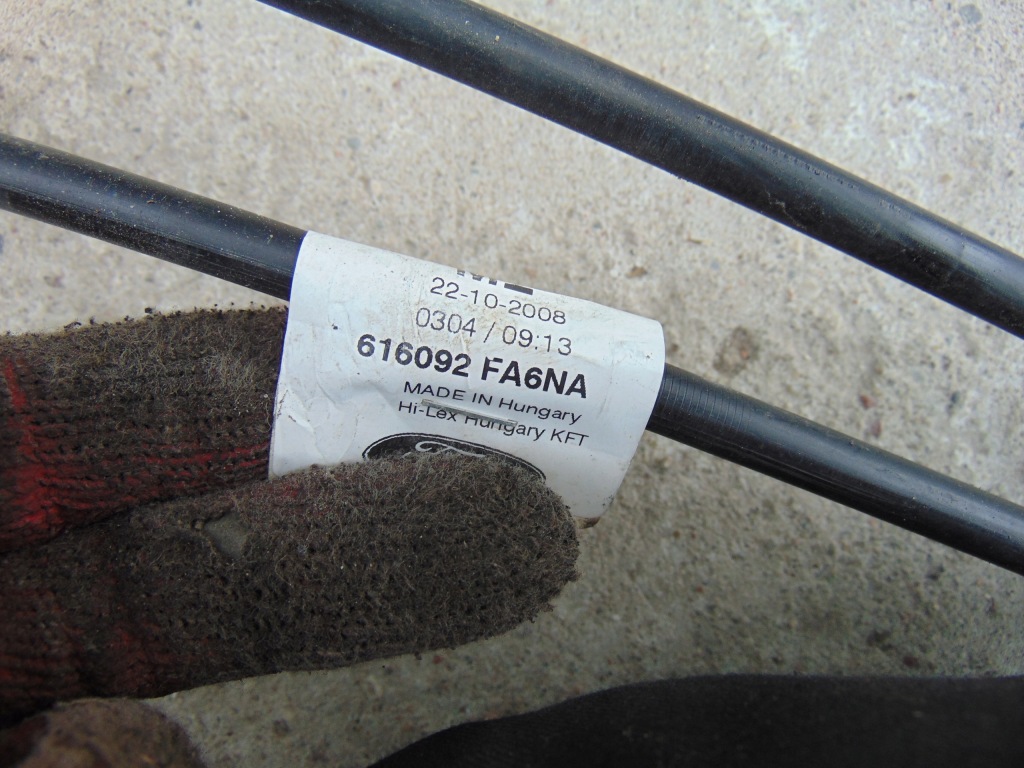 22-10-2008
0304 / 09:13
616092 FA6NA
MADE IN Hungary
Hi-Lex Hungary KFT